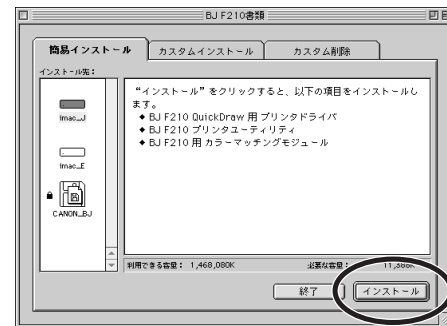 BJ F210書類
簡易インストール
カスタムインストール
カスタム削除
インストール先：
imac_J
imac_E
CANON_BJ
“インストール”をクリックすると、以下の項目をインストールし
ます。
◆ BJ F210 QuickDraw 用 プリンタドライバ
◆ BJ F210 プリンタユーティリティ
◆ BJ F210 用 カラーマッチングモジュール
利用できる容量： 1,468,080K
必要な容量： 11,368K
終了
インストール